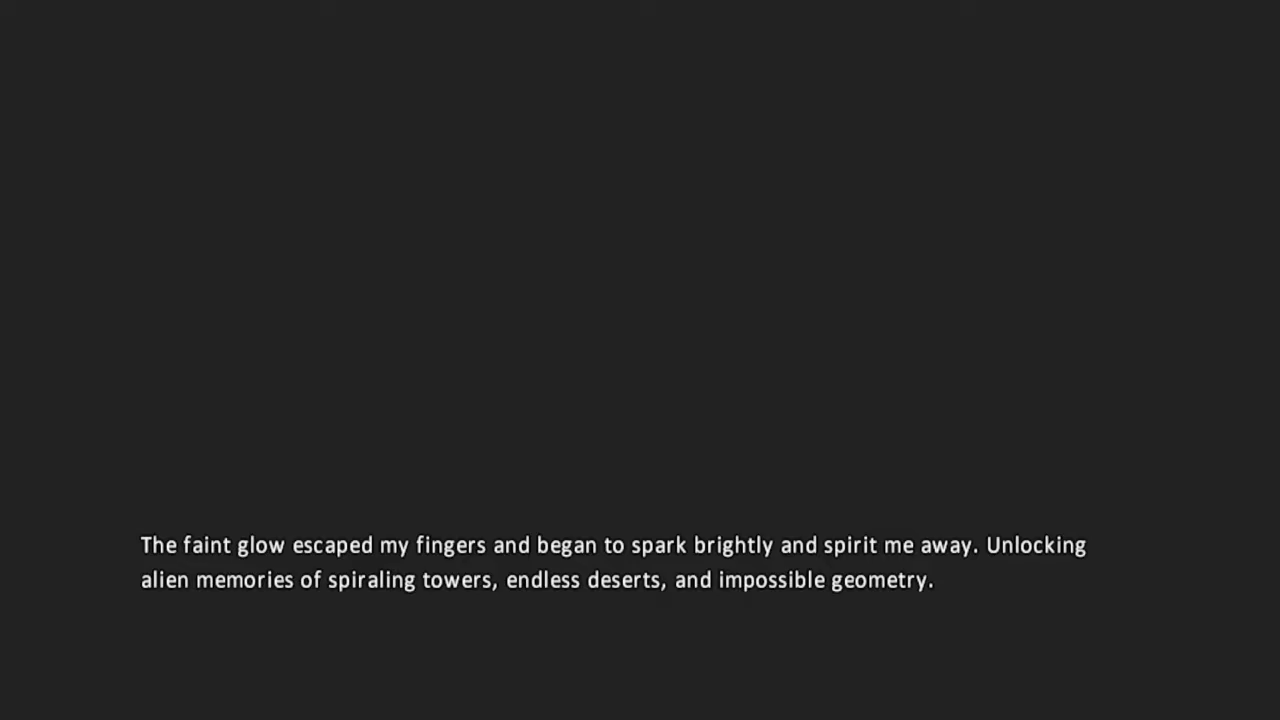 The faint glow escaped my fingers and began to spark brightly and spirit me away. Unlocking
alien memories of spiraling towers, endless deserts, and impossible geometry.